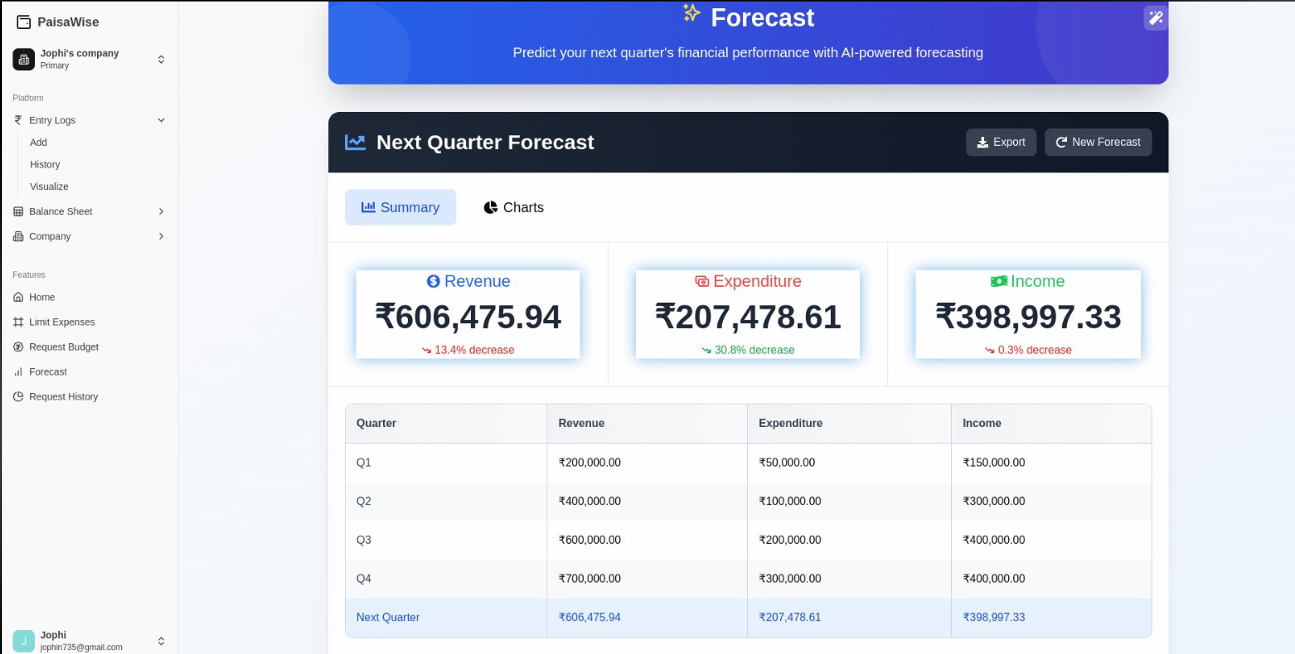 PaisaWise
Jophi's company
Primary
Platform
Entry Logs
Add
History
Visualize
Balance Sheet
Company
Features
Home
Limit Expenses
Request Budget
Forecast
Request History
J
Jophi
jophin735@gmail.com
Forecast
Predict your next quarter's financial performance with AI-powered forecasting
Next Quarter Forecast
Export
New Forecast
Summary
Charts
Revenue
₹606,475.94
13.4% decrease
Expenditure
₹207,478.61
30.8% decrease
Income
₹398,997.33
0.3% decrease
Quarter Revenue Expenditure Income
Q1 ₹200,000.00 ₹50,000.00 ₹150,000.00
Q2 ₹400,000.00 ₹100,000.00 ₹300,000.00
Q3 ₹600,000.00 ₹200,000.00 ₹400,000.00
Q4 ₹700,000.00 ₹300,000.00 ₹400,000.00
Next Quarter ₹606,475.94 ₹207,478.61 ₹398,997.33